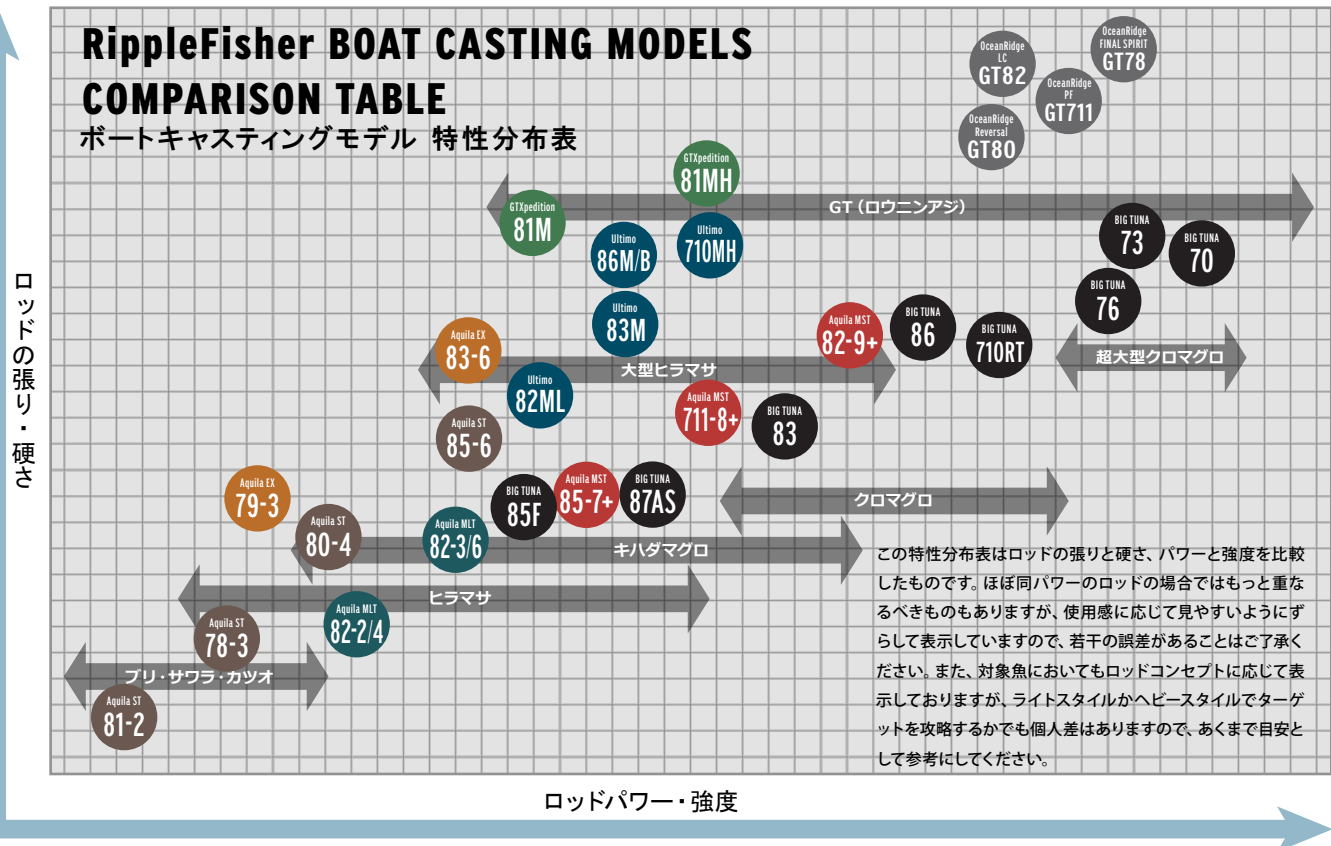 RippleFisher BOAT CASTING MODELS
COMPARISON TABLE
ボートキャスティングモデル 特性分布表
OceanRidge
LC
GT82
OceanRidge
FINAL SPIRIT
GT78
OceanRidge
PF
GT711
OceanRidge
Reversal
GT80
GTXpedition
81MH
GTXpedition
81M
GT（ロウニンアジ）
Ultimo
86M/B
Ultimo
710MH
BIG TUNA
73
BIG TUNA
70
BIG TUNA
76
Ultimo
83M
Aquila MST
82-9+
BIG TUNA
86
BIG TUNA
710RT
Aquila EX
83-6
大型ヒラマサ
超大型クロマグロ
Ultimo
82ML
Aquila MST
711-8+
BIG TUNA
83
Aquila ST
85-6
Aquila EX
79-3
BIG TUNA
85F
Aquila MST
85-7+
BIG TUNA
87AS
クロマグロ
Aquila ST
80-4
Aquila MLT
82-3/6
キハダマグロ
ヒラマサ
Aquila MLT
82-2/4
Aquila ST
78-3
ブリ・サワラ・カツオ
Aquila ST
81-2
この特性分布表はロッドの張りと硬さ、パワーと強度を比較
したものです。ほぼ同パワーのロッドの場合ではもっと重な
るべきものもありますが、使用感に応じて見やすいようにず
らして表示していますので、若干の誤差があることはご了承く
ださい。また、対象魚においてもロッドコンセプトに応じて表
示しておりますが、ライトスタイルかヘビースタイルでターゲ
ットを攻略するかでも個人差はありますので、あくまで目安と
して参考にしてください。
ロッドの張り・硬さ
ロッドパワー・強度